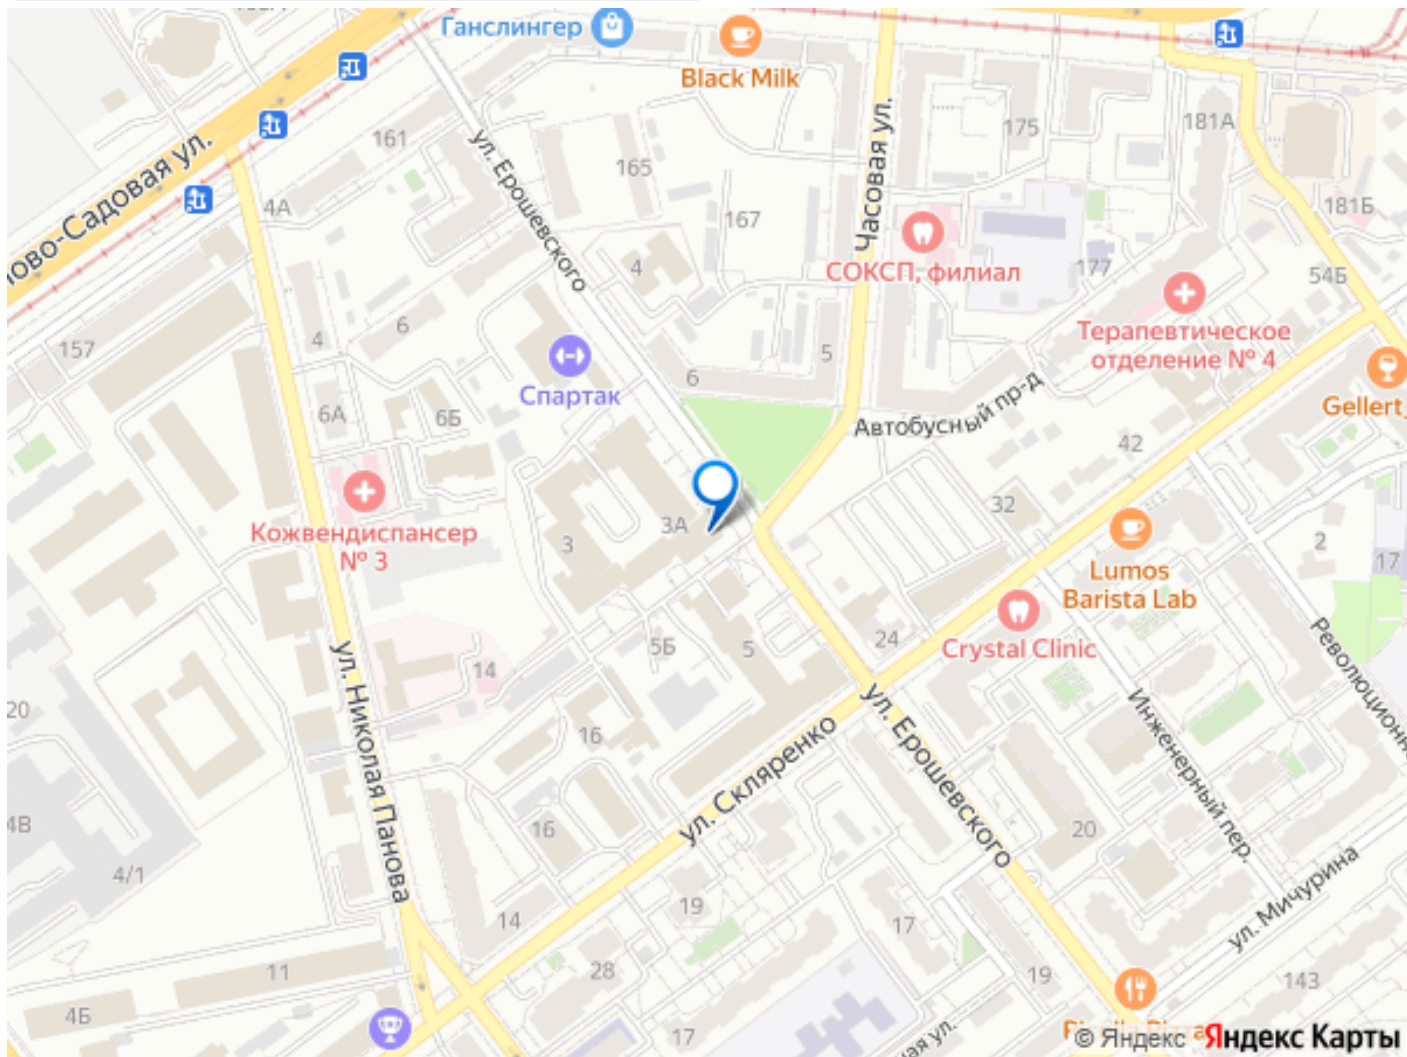 Ганслингер
Black Milk
161
165
175
181А
ул. Ерошевского
Часовая ул.
4А
167
181Б
СОКСП, филиал
177
54Б
4
Терапевтическое
отделение № 4
157
4
6
5
6
Спартак
Gellert
6А
6Б
Автобусный пр-д
42
Кожвендиспансер
№ 3
3А
3
32
Lumos
Barista Lab
2
17
24
Crystal Clinic
5Б
5
14
ул. Николая Панова
20
16
ул. Скляренко
ул. Ерошевского
Инженерный пер.
4В
4/1
16
20
14
19
17
ул. Мичурина
11
28
19
143
4Б
17
© Яндекс Яндекс Карты